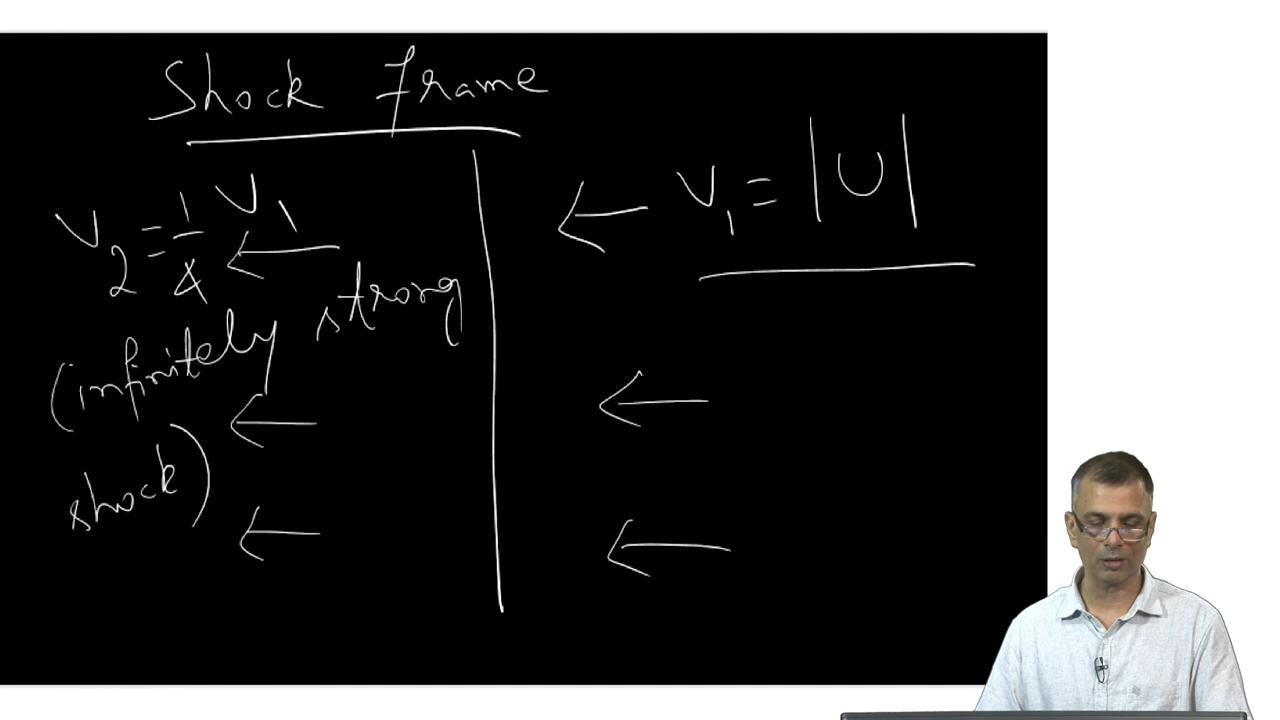 Shock frame
V₂ = 1/4 V₁
(infinitely strong
shock)
V₁ = |U|